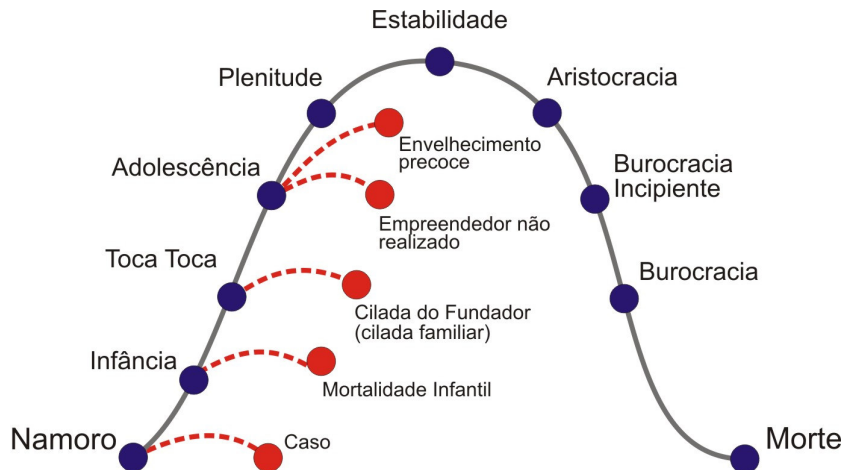 Estabilidade
Plenitude
Aristocracia
Envelhecimento
precoce
Adolescência
Burocracia
Incipiente
Empreendedor não
realizado
Toca Toca
Burocracia
Cilada do Fundador
(cilada familiar)
Infância
Mortalidade Infantil
Namoro
Caso
Morte